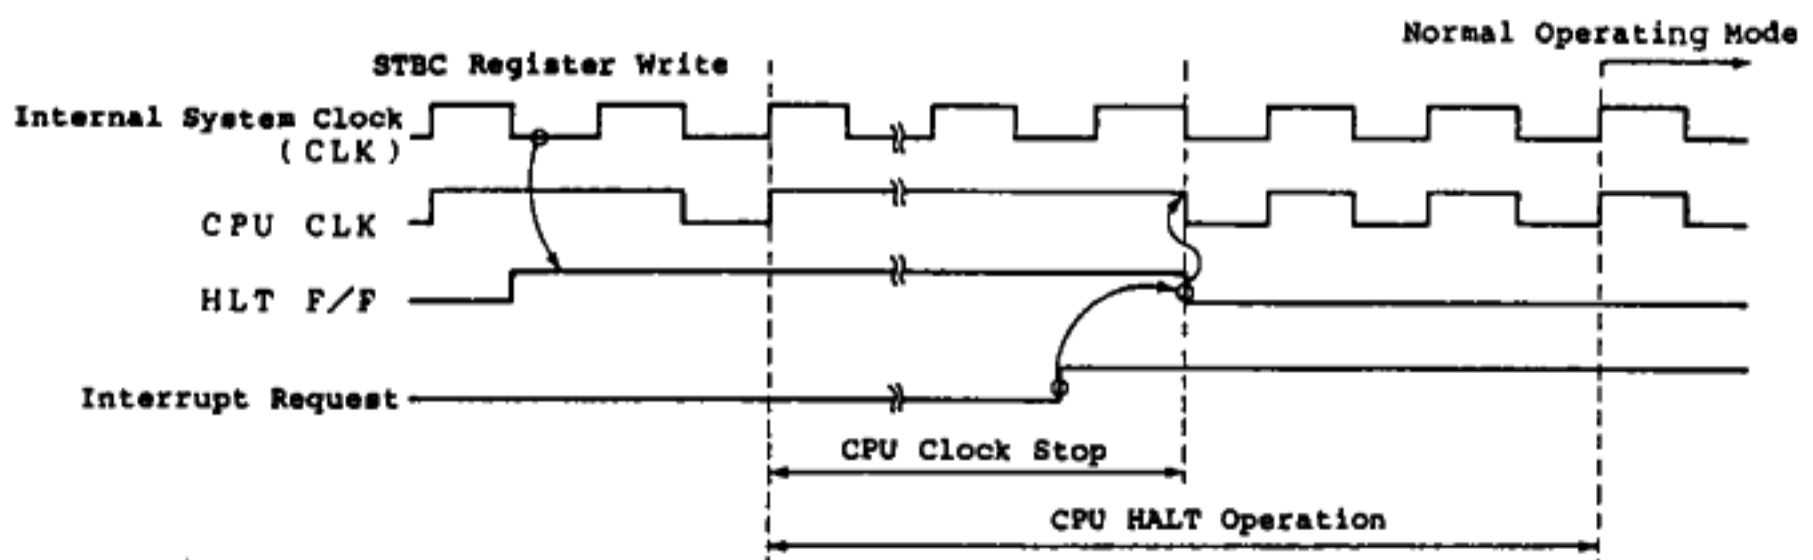 Normal Operating Mode
STBC Register Write
Internal System Clock
(CLK)
CPU CLK
HLT F/F
Interrupt Request
CPU Clock Stop
CPU HALT Operation